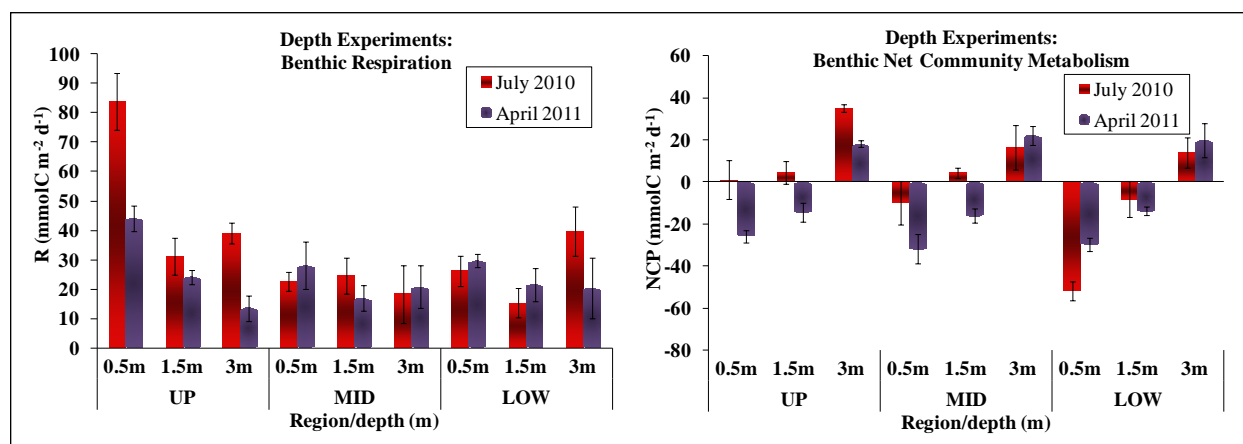 Depth Experiments:
Benthic Respiration
R (mmolC m-2 d-1)
100
90
80
70
60
50
40
30
20
10
0
July 2010
April 2011
0.5m 1.5m 3m 0.5m 1.5m 3m 0.5m 1.5m 3m
UP MID LOW
Region/depth (m)
Depth Experiments:
Benthic Net Community Metabolism
NCP (mmolC m-2 d-1)
60
40
20
0
-20
-40
-60
-80
July 2010
April 2011
0.5m 1.5m 3m 0.5m 1.5m 3m 0.5m 1.5m 3m
UP MID LOW
Region/depth (m)